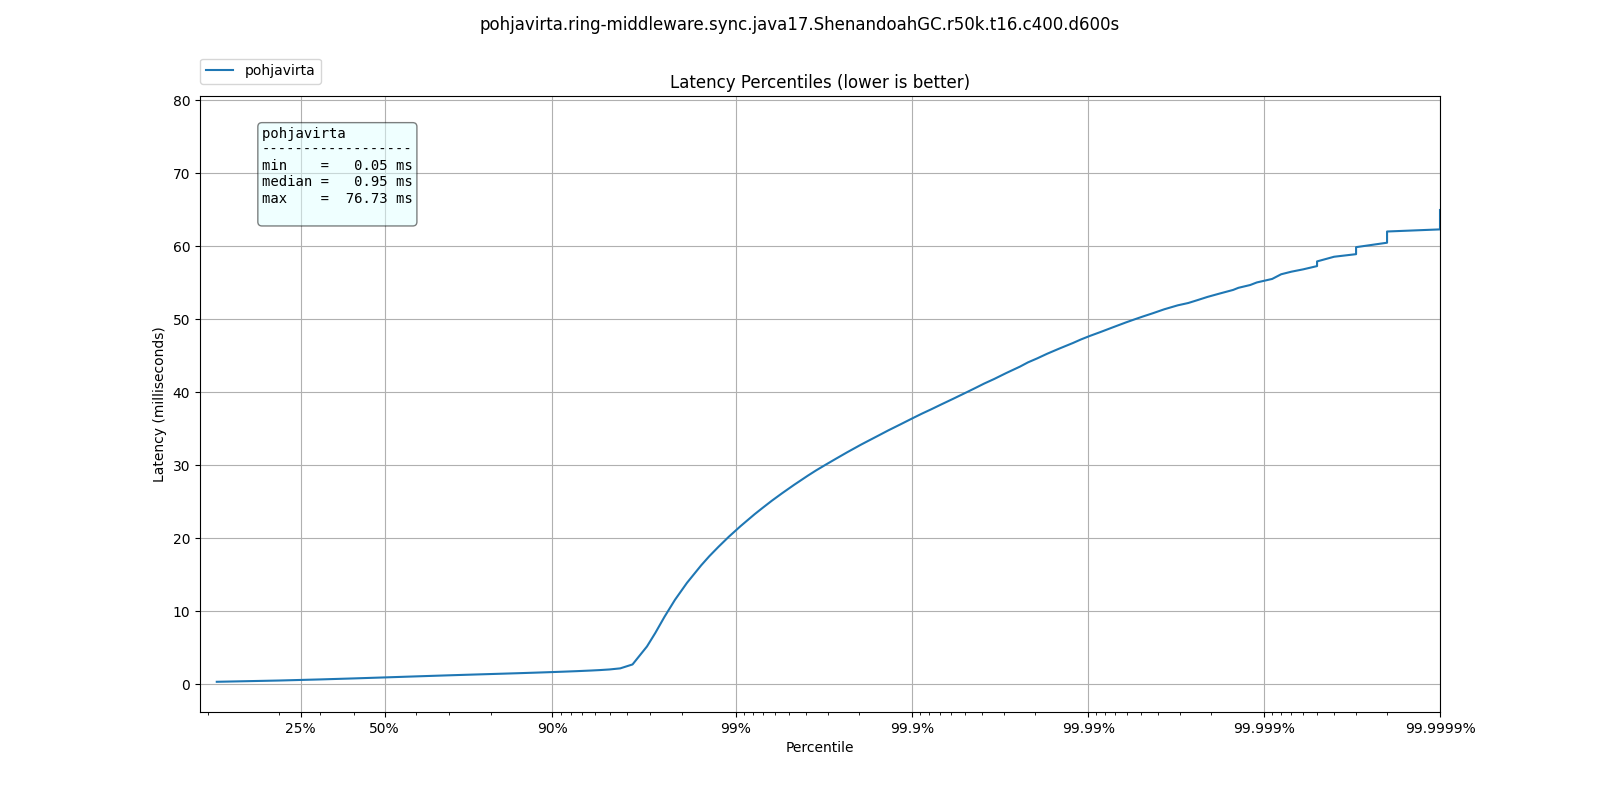 pohjavirta.ring-middleware.sync.java17.ShenandoahGC.r50k.t16.c400.d600s
pohjavirta
Latency Percentiles (lower is better)
pohjavirta
------------------
min    =   0.05 ms
median =   0.95 ms
max    =  76.73 ms
80
70
60
50
40
30
20
10
0
Latency (milliseconds)
25% 50% 90% 99% 99.9% 99.99% 99.999% 99.9999%
Percentile